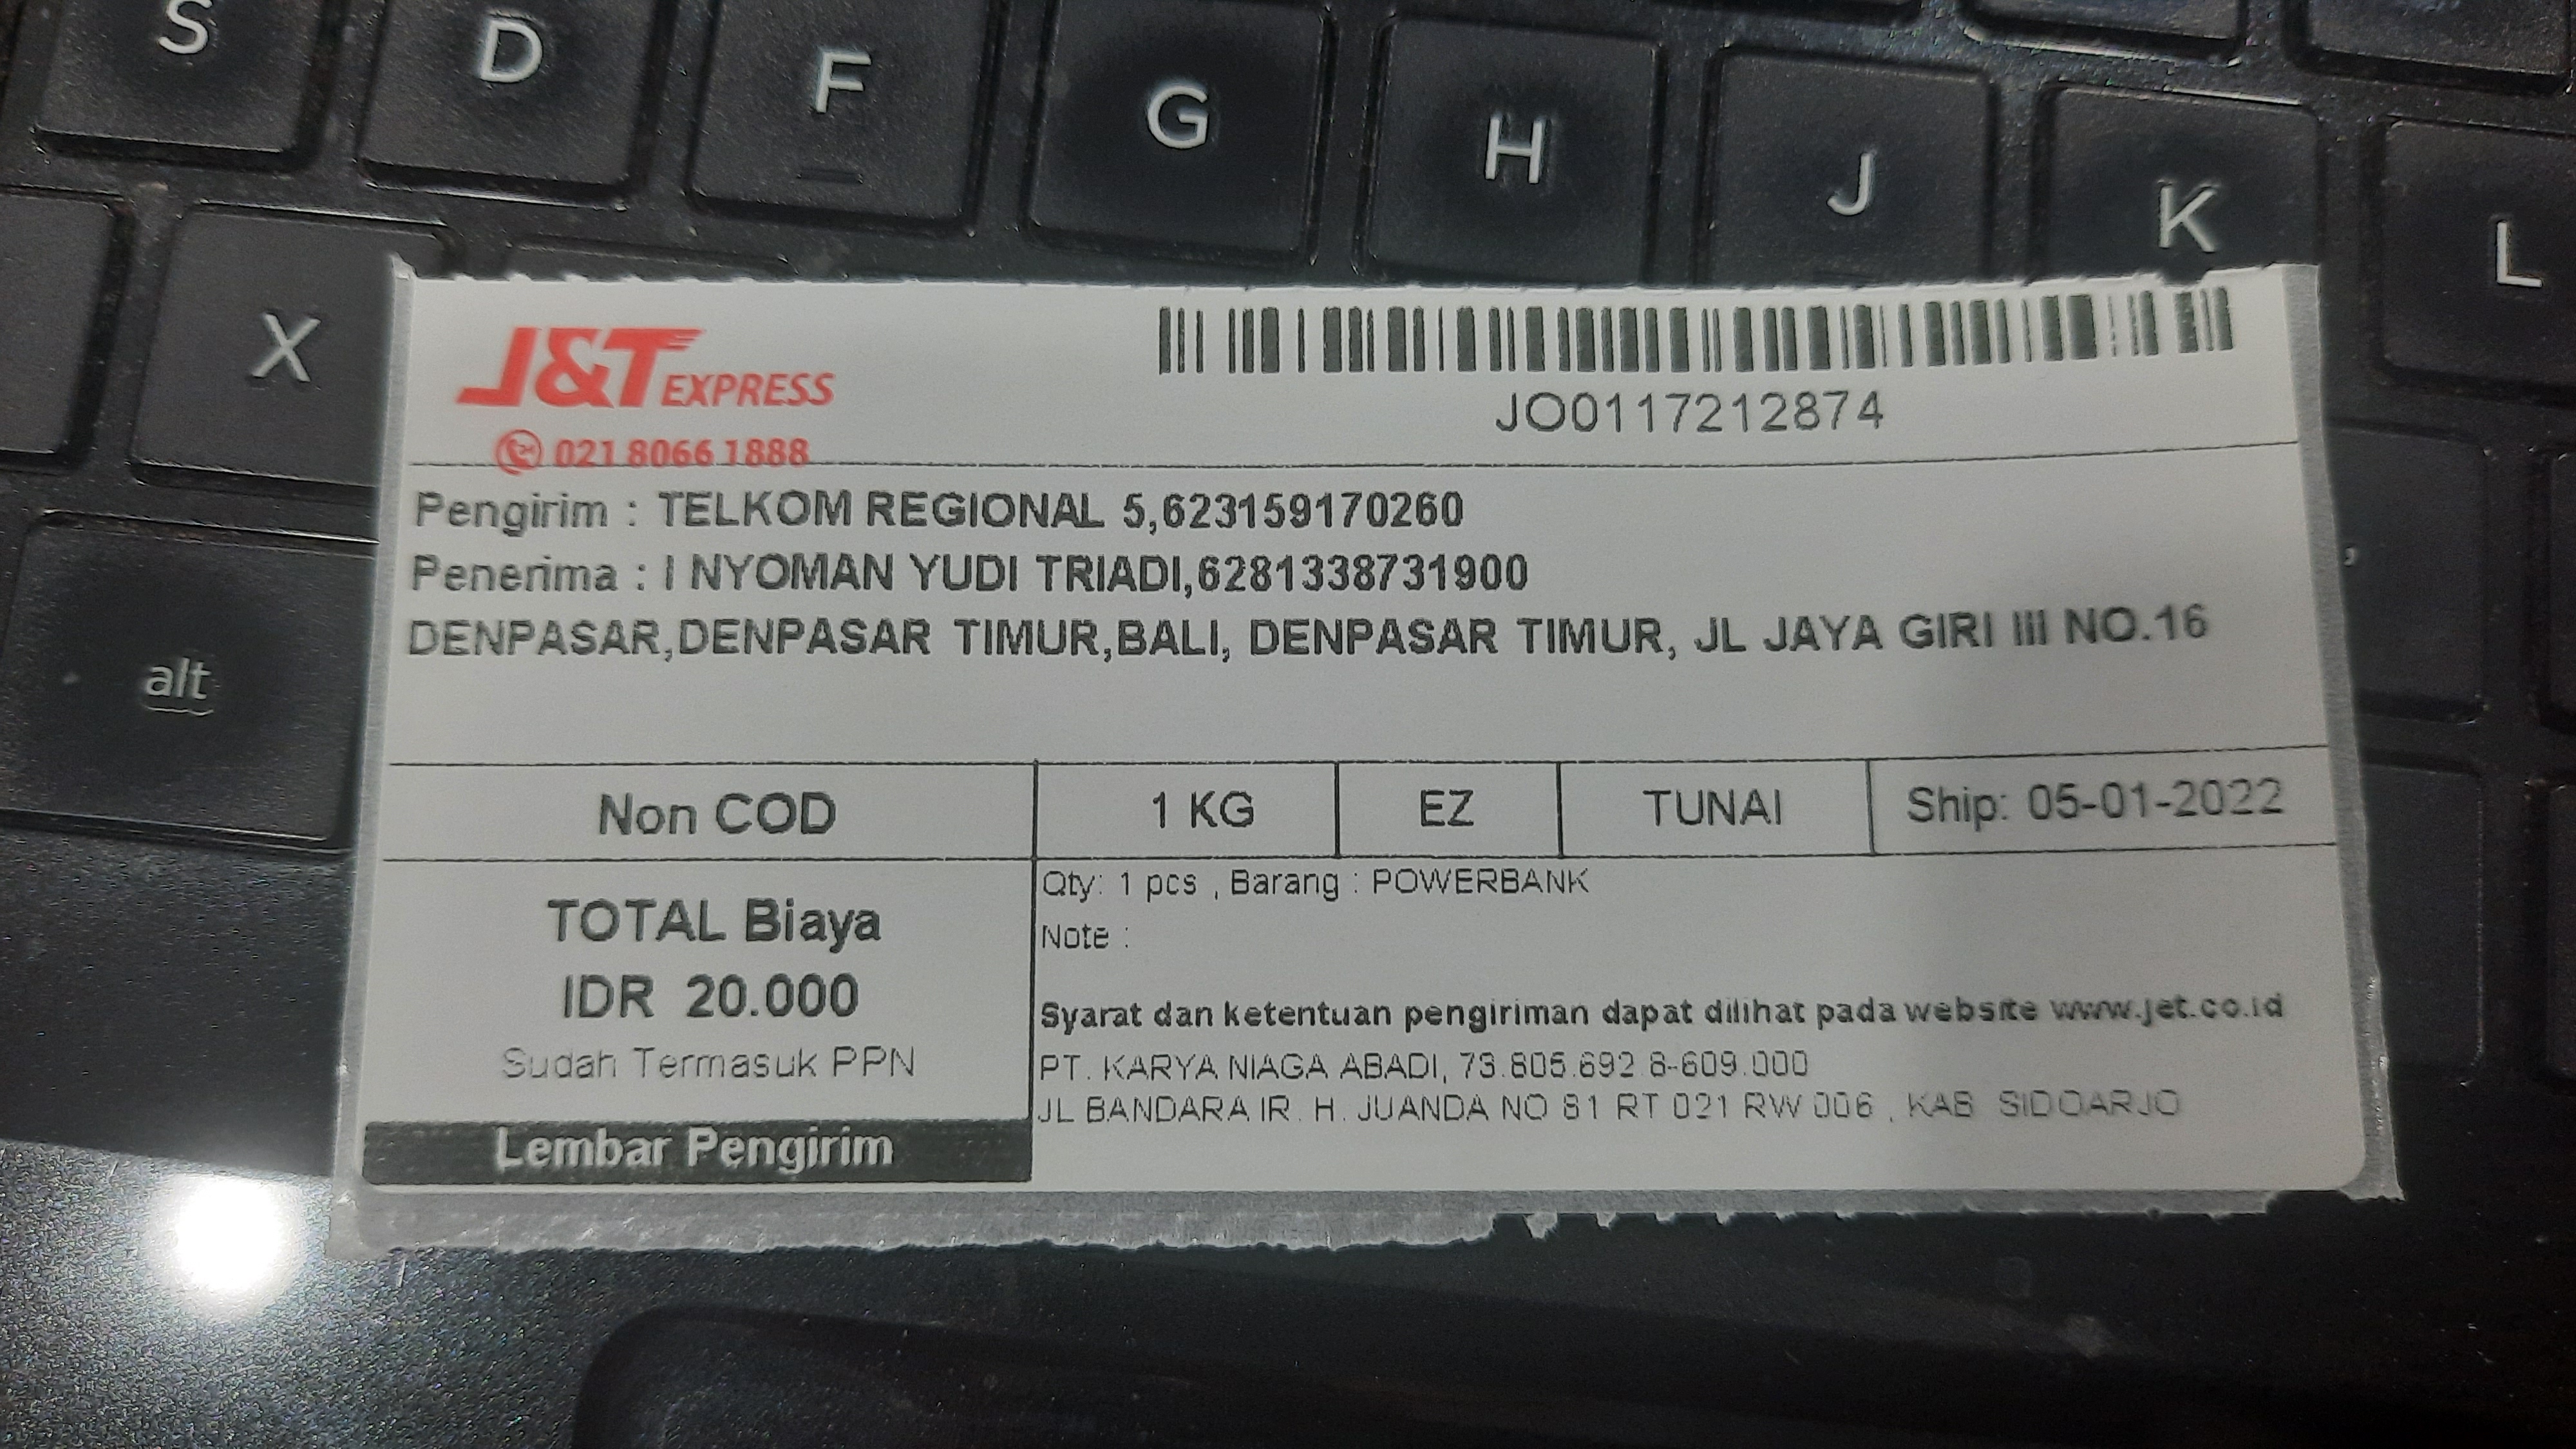 J&T EXPRESS
021 8066 1888
JO0117212874
Pengirim : TELKOM REGIONAL 5,623159170260
Penerima : I NYOMAN YUDI TRIADI,6281338731900
DENPASAR,DENPASAR TIMUR,BALI, DENPASAR TIMUR, JL JAYA GIRI III NO.16
Non COD 1 KG EZ TUNAI Ship: 05-01-2022
TOTAL Biaya
IDR 20.000
Sudah Termasuk PPN
Lembar Pengirim
Qty: 1 pcs , Barang : POWERBANK
Note :
Syarat dan ketentuan pengiriman dapat dilihat pada website www.jet.co.id
PT. KARYA NIAGA ABADI, 73.805.692.8-609.000
JL BANDARA IR. H. JUANDA NO 81 RT 021 RW 006 , KAB SIDOARJO
alt
X
S
D
F
G
H
J
K
L
,